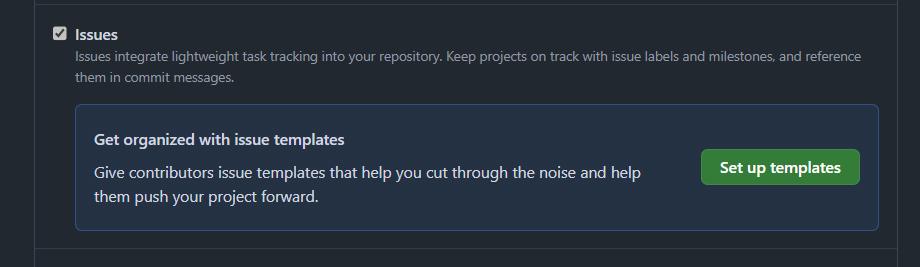 Issues
Issues integrate lightweight task tracking into your repository. Keep projects on track with issue labels and milestones, and reference
them in commit messages.
Get organized with issue templates
Give contributors issue templates that help you cut through the noise and help
them push your project forward.
Set up templates